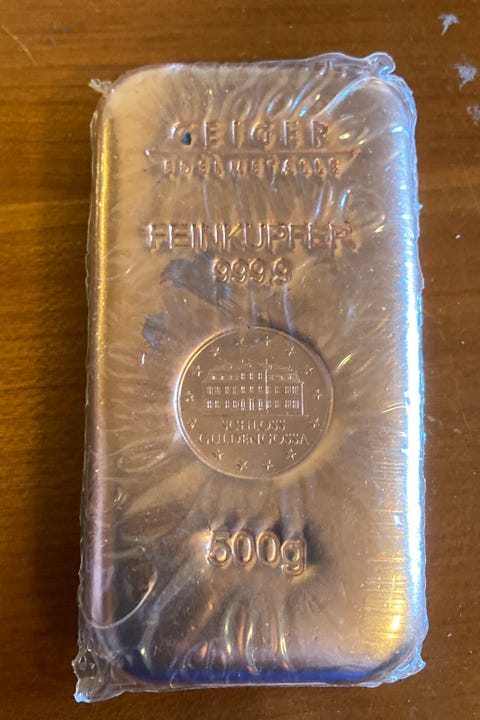 GEIGER
EDELMETALLE
FEINKUPFER
999,9
SCHLOSS
GULDENGOSSA
500g